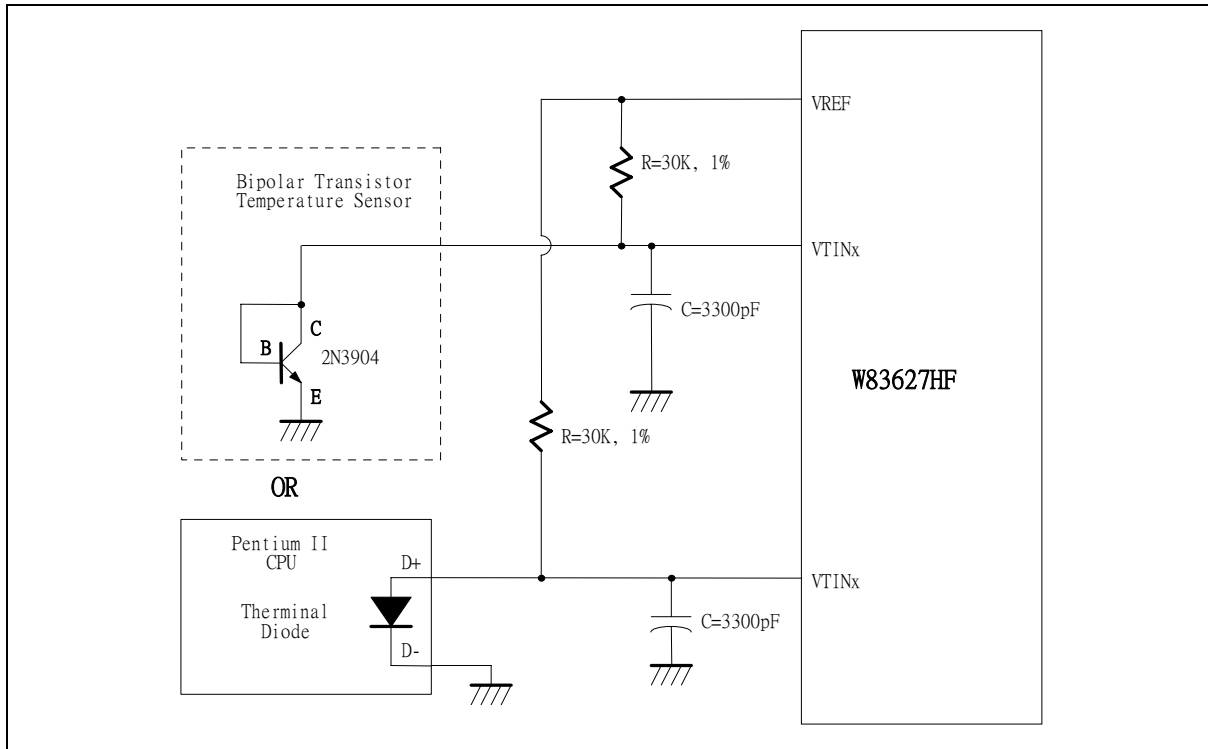 VREF
R=30K, 1%
Bipolar Transistor
Temperature Sensor
VTINx
C=3300pF
C
B
2N3904
E
W83627HF
R=30K, 1%
OR
Pentium II
CPU
D+
VTINx
Therminal
Diode
C=3300pF
D-